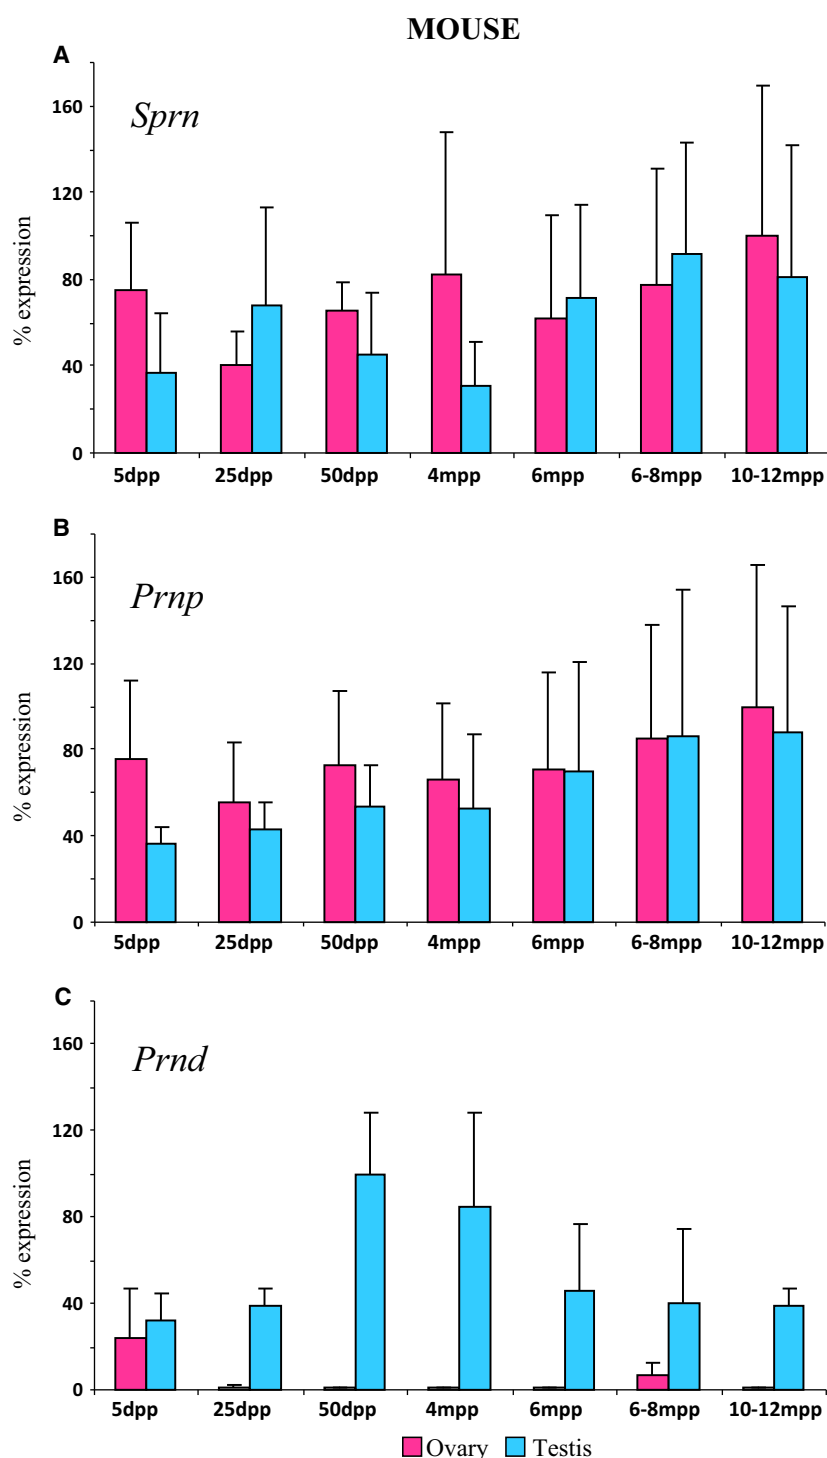 MOUSE
A
Sprn
% expression
160
120
80
40
0
5dpp 25dpp 50dpp 4mpp 6mpp 6-8mpp 10-12mpp
B
Prnp
% expression
160
120
80
40
0
5dpp 25dpp 50dpp 4mpp 6mpp 6-8mpp 10-12mpp
C
Prnd
% expression
160
120
80
40
0
5dpp 25dpp 50dpp 4mpp 6mpp 6-8mpp 10-12mpp
Ovary Testis